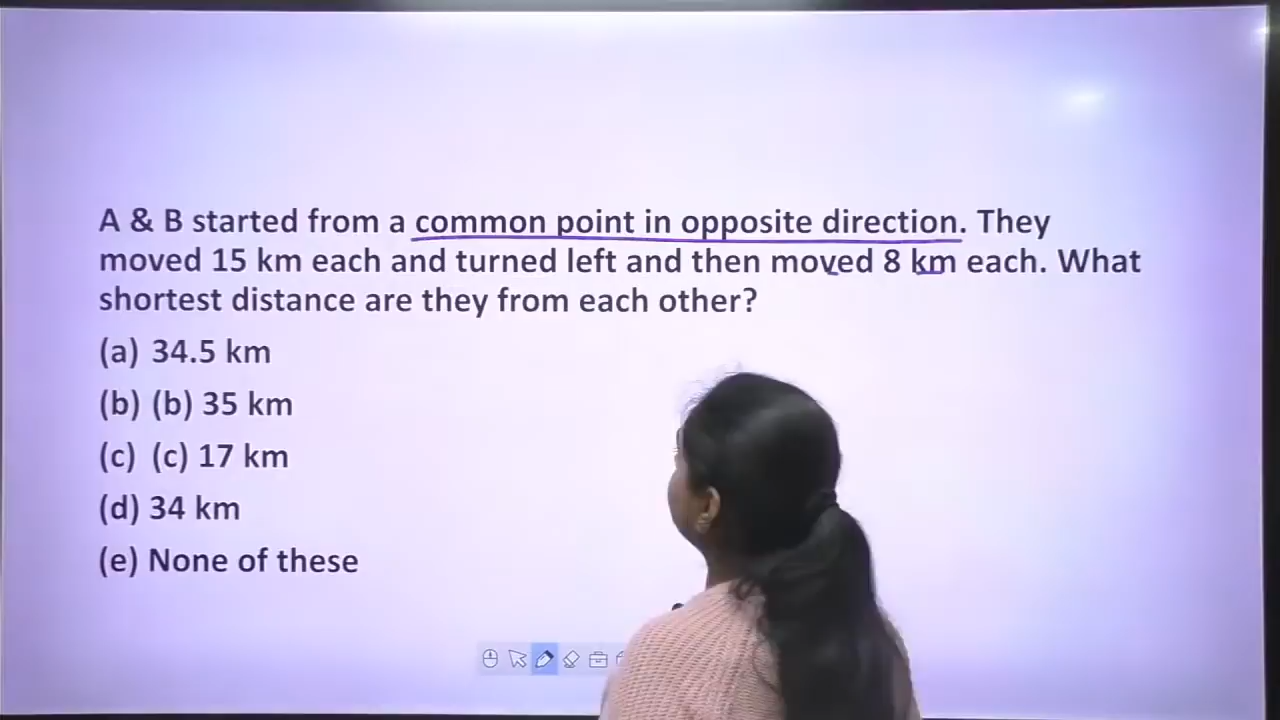 A & B started from a common point in opposite direction. They
moved 15 km each and turned left and then moved 8 km each. What
shortest distance are they from each other?
(a) 34.5 km
(b) (b) 35 km
(c) (c) 17 km
(d) 34 km
(e) None of these